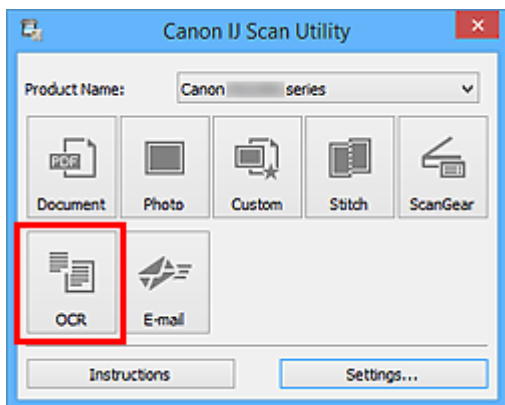 Canon IJ Scan Utility
Product Name: Canon series
PDF
Document Photo Custom Stitch ScanGear
OCR E-mail
Instructions Settings...